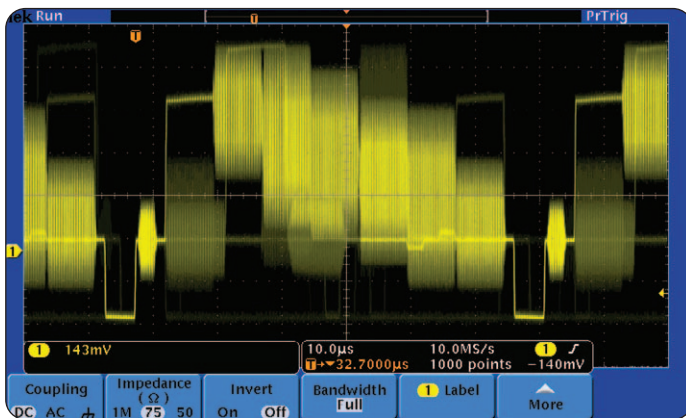 Run PrTrig
T
T
1
1 143mV
10.0µs 10.0MS/s 1 ʃ
T→▼32.7000µs 1000 points -140mV
Coupling
DC AC
Impedance
(Ω)
1M 75 50
Invert
On Off
Bandwidth
Full
1 Label
More